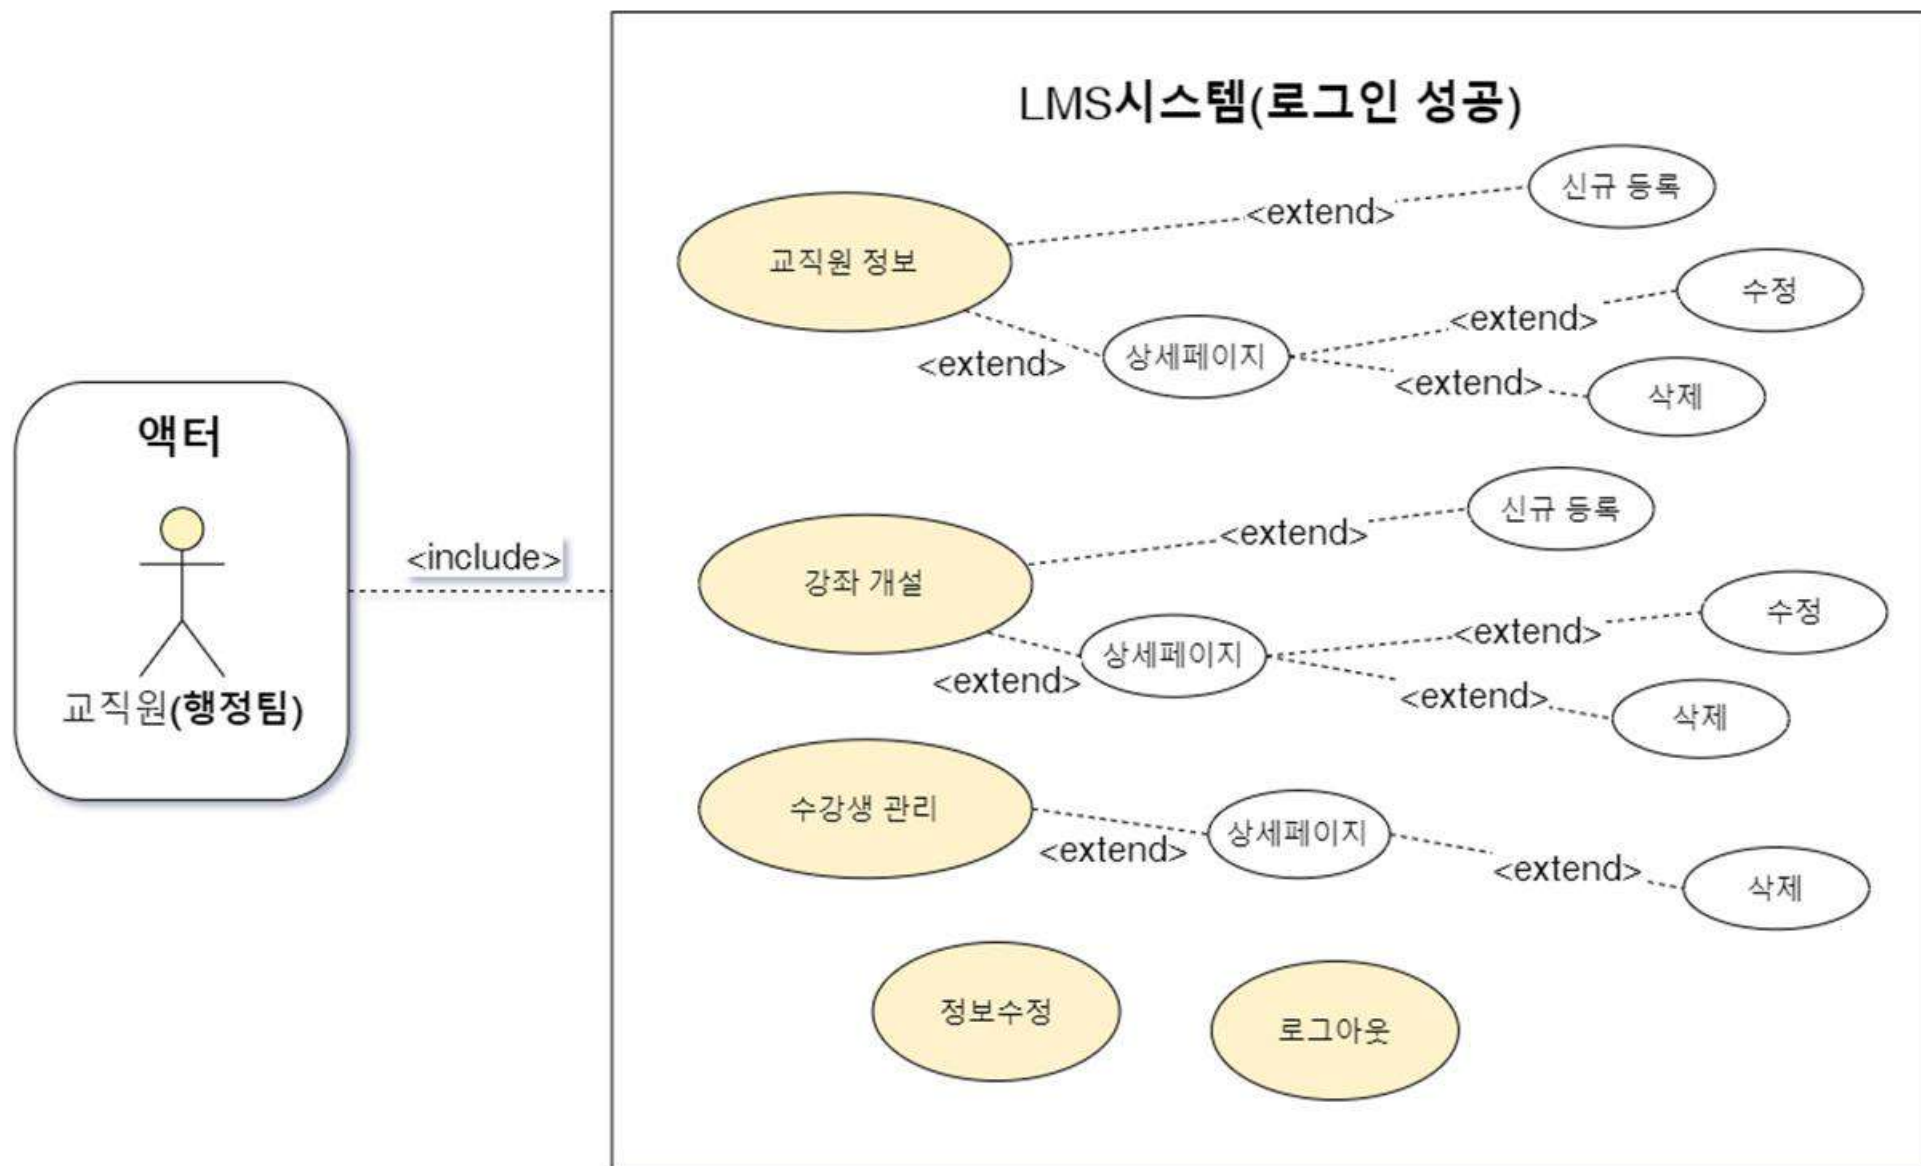 LMS시스템(로그인 성공)
신규 등록
<extend>
교직원 정보
수정
<extend>
상세페이지
<extend>
<extend>
삭제
액터
<include>
교직원(행정팀)
신규 등록
<extend>
강좌 개설
수정
<extend>
상세페이지
<extend>
<extend>
삭제
수강생 관리
상세페이지
<extend>
<extend>
삭제
정보수정
로그아웃